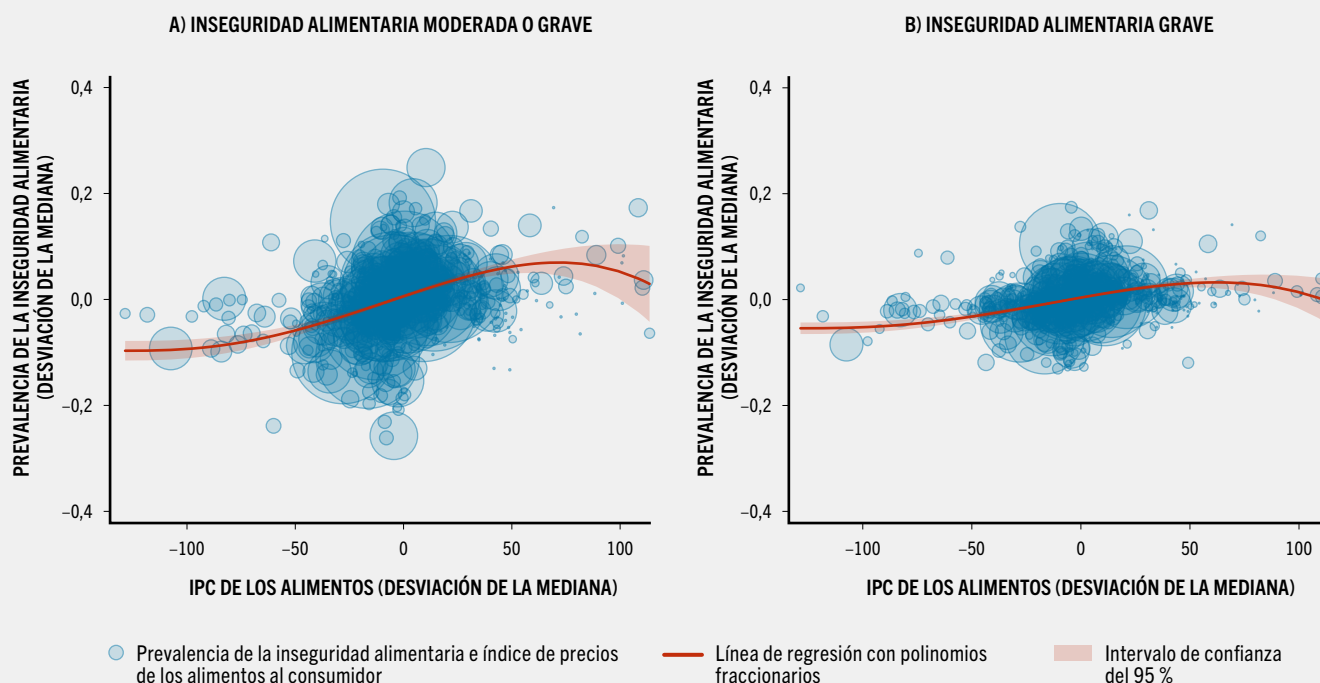 A) INSEGURIDAD ALIMENTARIA MODERADA O GRAVE
PREVALENCIA DE LA INSEGURIDAD ALIMENTARIA
(DESVIACIÓN DE LA MEDIANA)
0,4
0,2
0,0
−0,2
−0,4
−100 −50 0 50 100
IPC DE LOS ALIMENTOS (DESVIACIÓN DE LA MEDIANA)
B) INSEGURIDAD ALIMENTARIA GRAVE
PREVALENCIA DE LA INSEGURIDAD ALIMENTARIA
(DESVIACIÓN DE LA MEDIANA)
0,4
0,2
0,0
−0,2
−0,4
−100 −50 0 50 100
IPC DE LOS ALIMENTOS (DESVIACIÓN DE LA MEDIANA)
Prevalencia de la inseguridad alimentaria e índice de precios
de los alimentos al consumidor
Línea de regresión con polinomios
fraccionarios
Intervalo de confianza
del 95 %